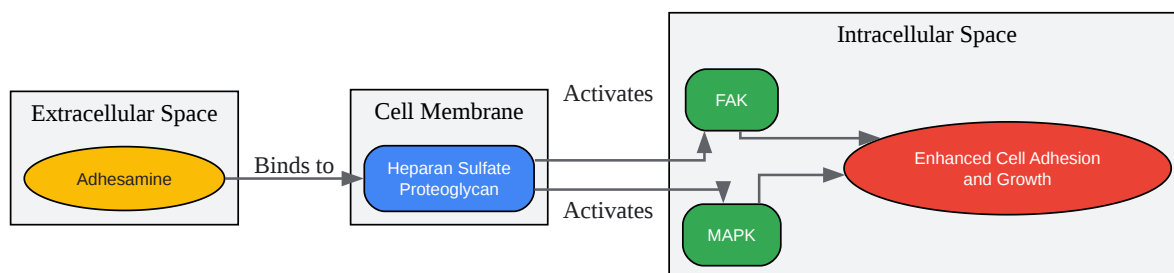 Extracellular Space
Adhesamine
Binds to
Cell Membrane
Heparan Sulfate
Proteoglycan
Activates
Activates
Intracellular Space
FAK
MAPK
Enhanced Cell Adhesion
and Growth